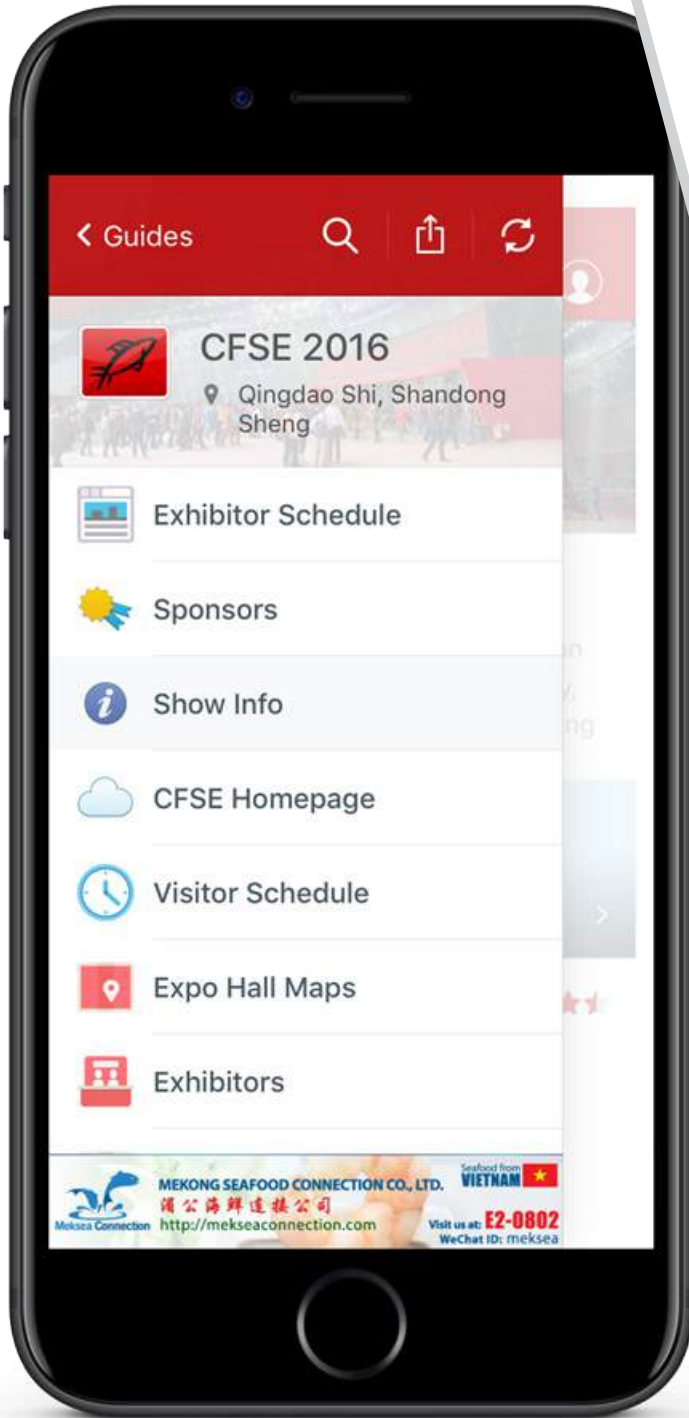 Guides
CFSE 2016
Qingdao Shi, Shandong
Sheng
Exhibitor Schedule
Sponsors
Show Info
CFSE Homepage
Visitor Schedule
Expo Hall Maps
Exhibitors
Meksea Connection
MEKONG SEAFOOD CONNECTION CO., LTD.
湄公海鲜连接公司
http://mekseaconnection.com
Seafood from
VIETNAM
Visit us at: E2-0802
WeChat ID: meksea